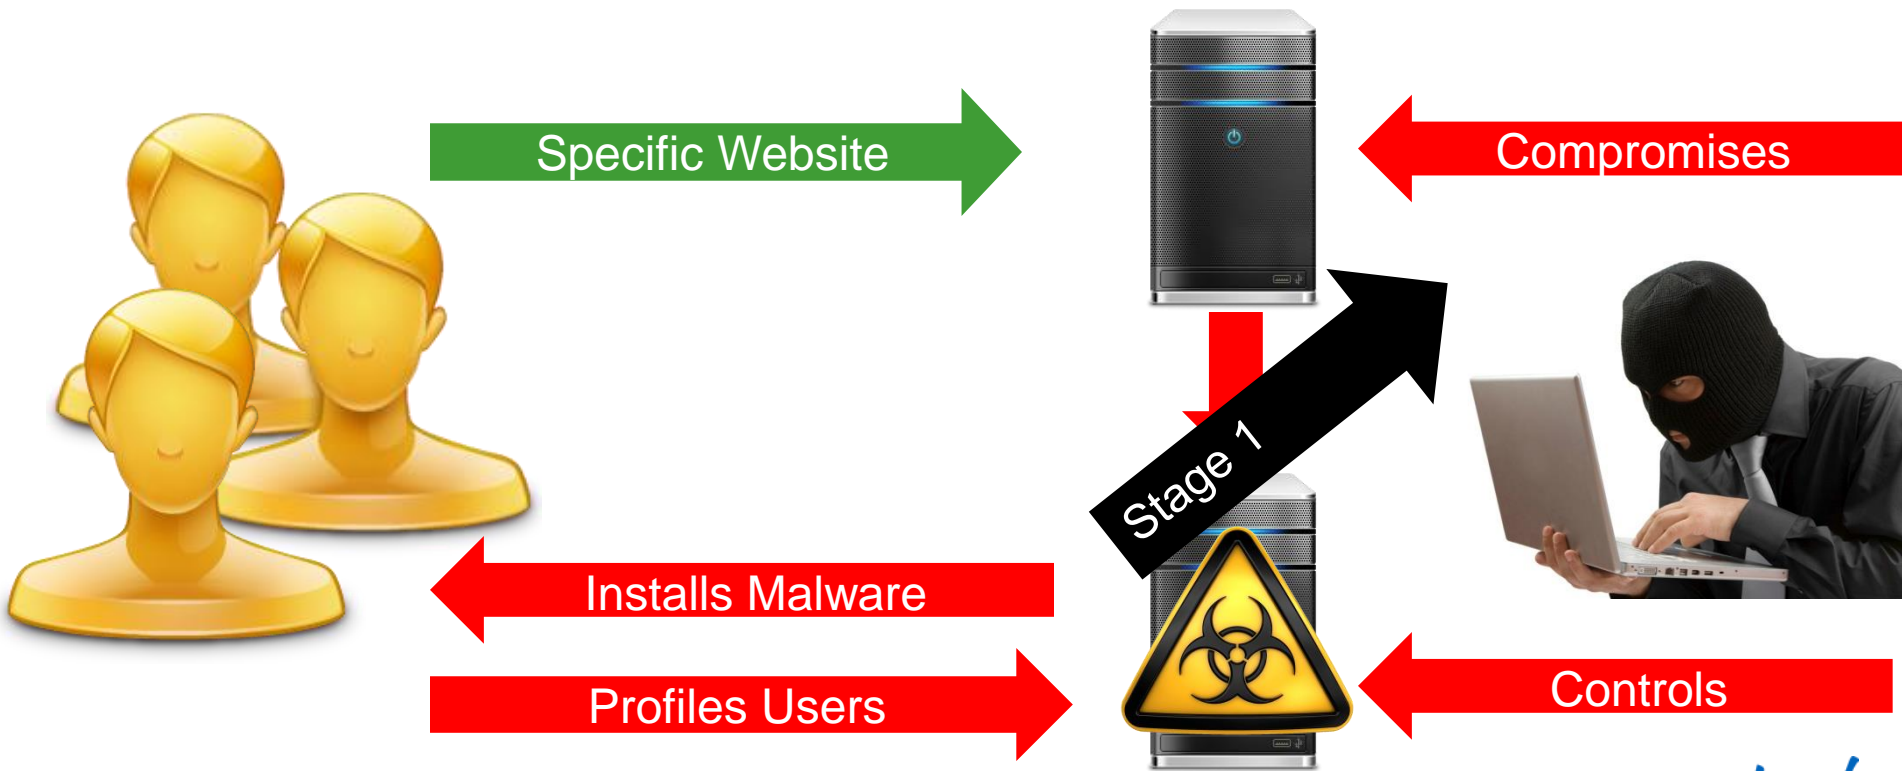 Specific Website
Compromises
Stage 1
Installs Malware
Profiles Users
Controls